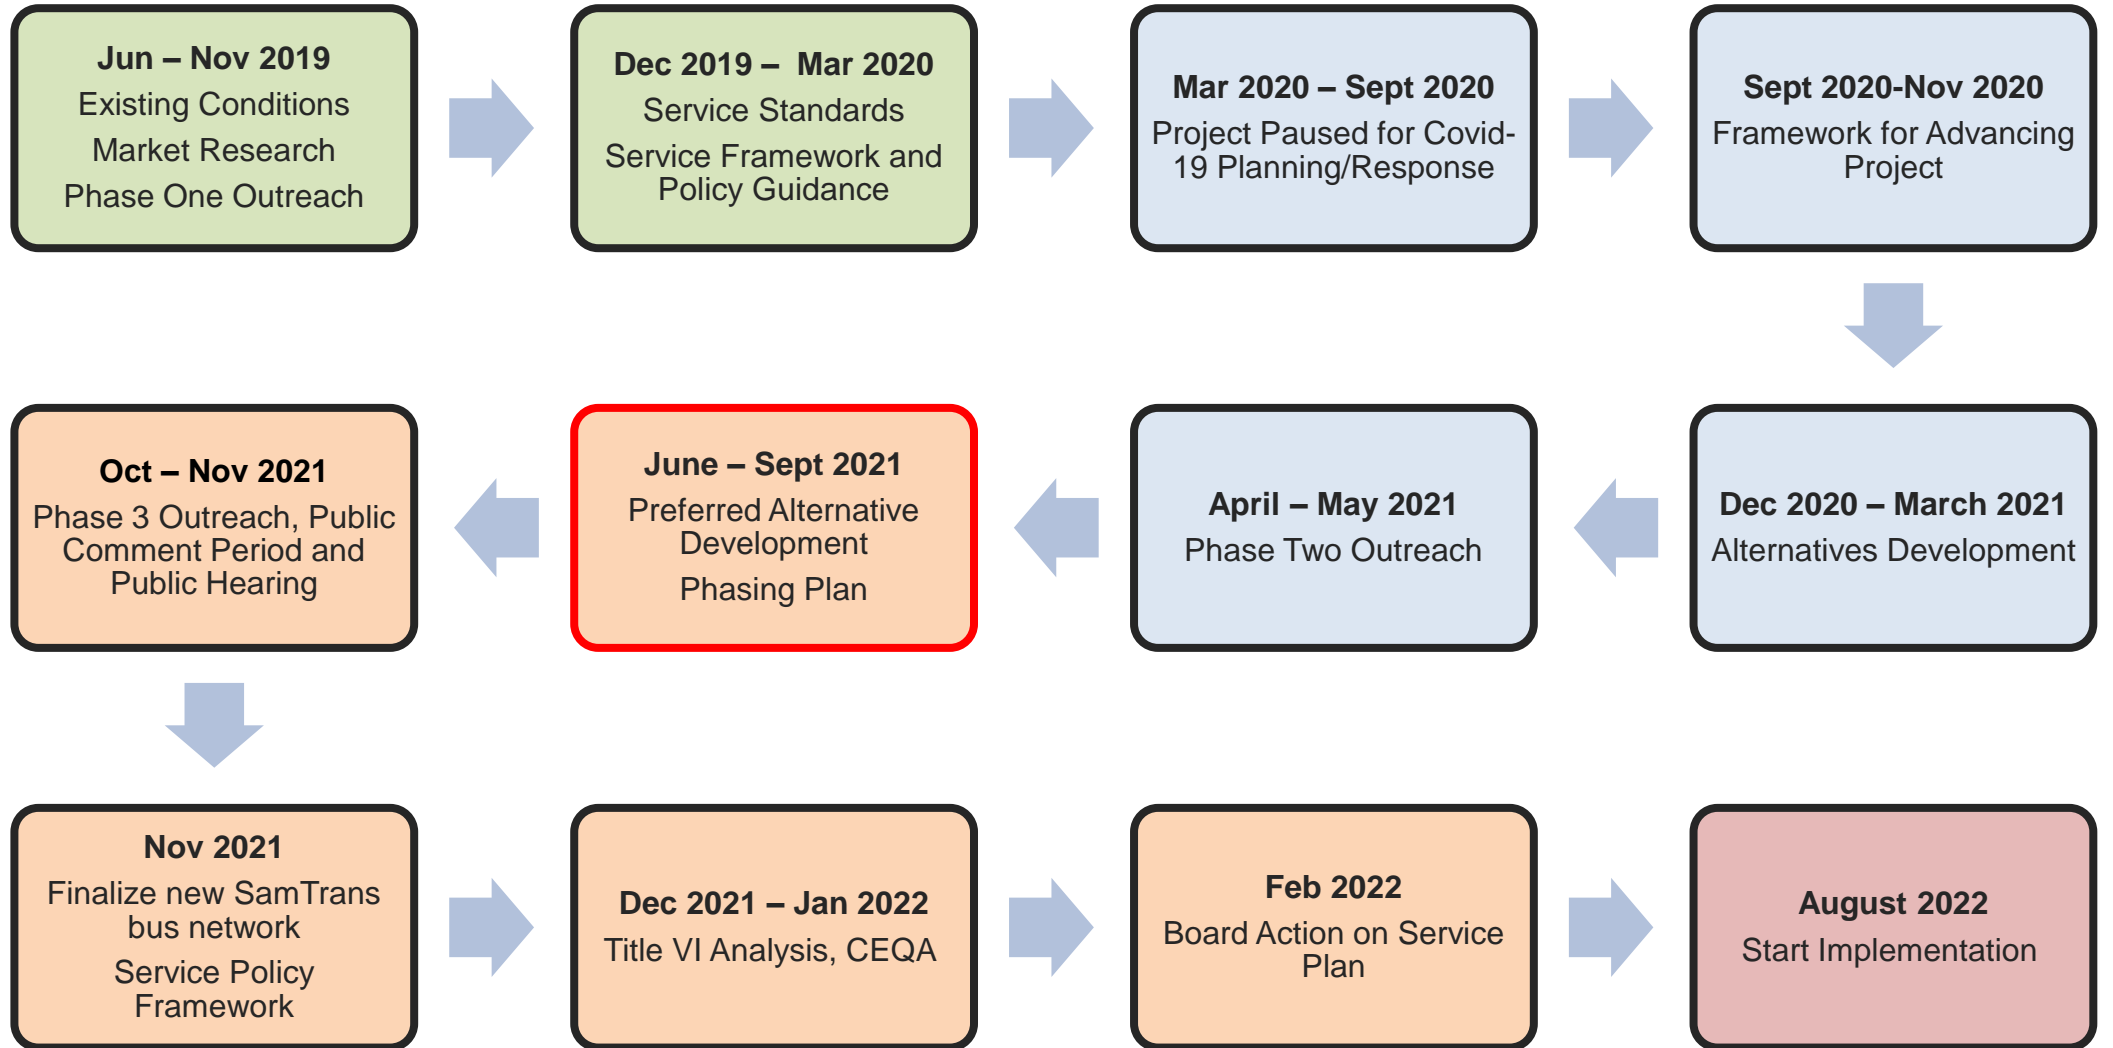 Jun – Nov 2019
Existing Conditions
Market Research
Phase One Outreach
Dec 2019 – Mar 2020
Service Standards
Service Framework and
Policy Guidance
Mar 2020 – Sept 2020
Project Paused for Covid-
19 Planning/Response
Sept 2020-Nov 2020
Framework for Advancing
Project
Dec 2020 – March 2021
Alternatives Development
April – May 2021
Phase Two Outreach
June – Sept 2021
Preferred Alternative
Development
Phasing Plan
Oct – Nov 2021
Phase 3 Outreach, Public
Comment Period and
Public Hearing
Nov 2021
Finalize new SamTrans
bus network
Service Policy
Framework
Dec 2021 – Jan 2022
Title VI Analysis, CEQA
Feb 2022
Board Action on Service
Plan
August 2022
Start Implementation